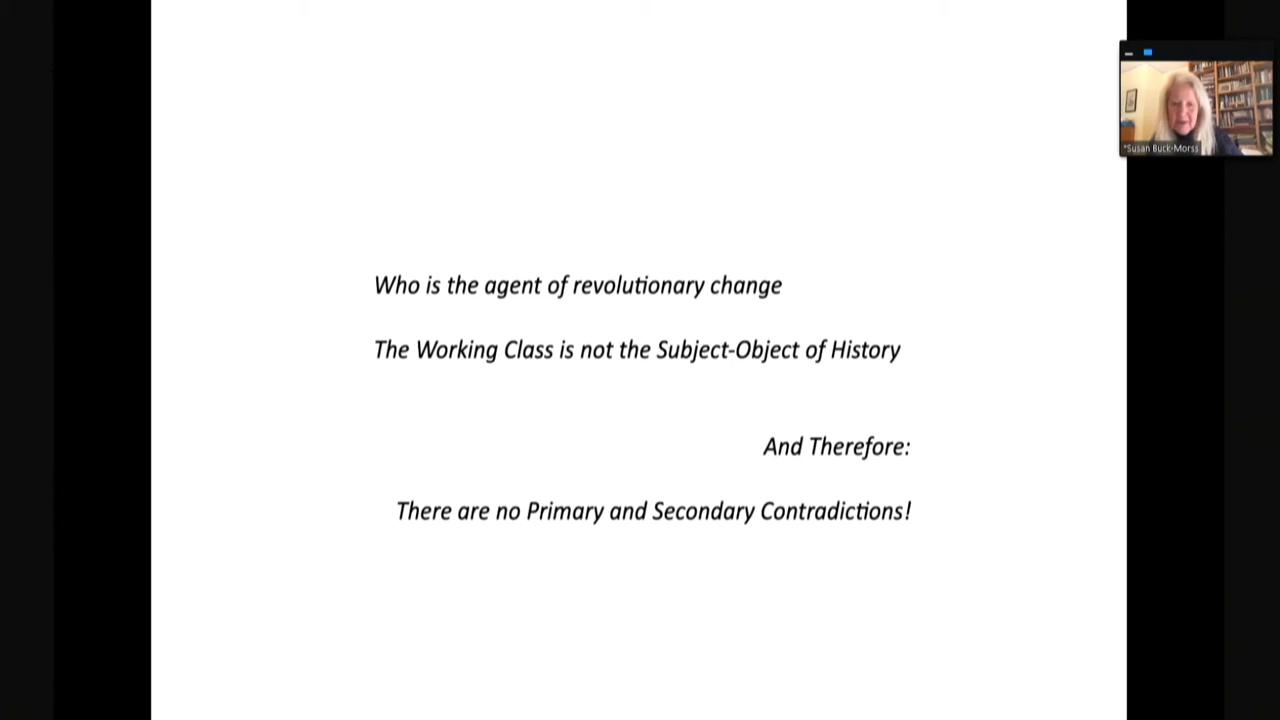 Who is the agent of revolutionary change
The Working Class is not the Subject-Object of History
And Therefore:
There are no Primary and Secondary Contradictions!
*Susan Buck-Morss